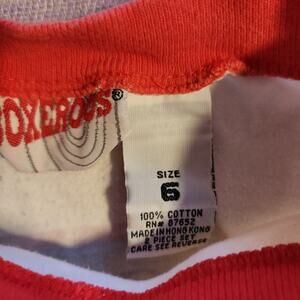 OXEROOS®
SIZE
6
100% COTTON
RN# 87652
MADE IN HONG KONG
2 PIECE SET
CARE SEE REVERSE